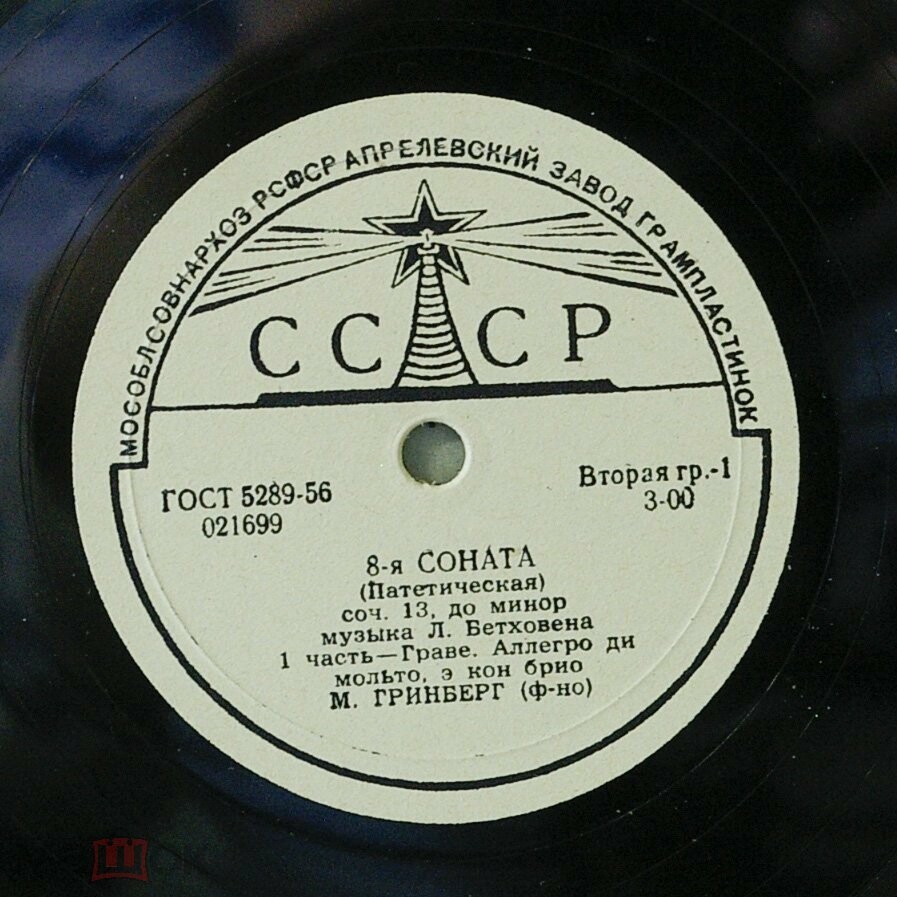 МОСОБЛСОВНАРХОЗ РСФСР АПРЕЛЕВСКИЙ ЗАВОД ГРАМПЛАСТИНОК
СССР
ГОСТ 5289-56
021699
Вторая гр.-1
3-00
8-я СОНАТА
(Патетическая)
соч. 13, до минор
музыка Л. Бетховена
1 часть—Граве. Аллегро ди
мольто, э кон брио
М. ГРИНБЕРГ (ф-но)